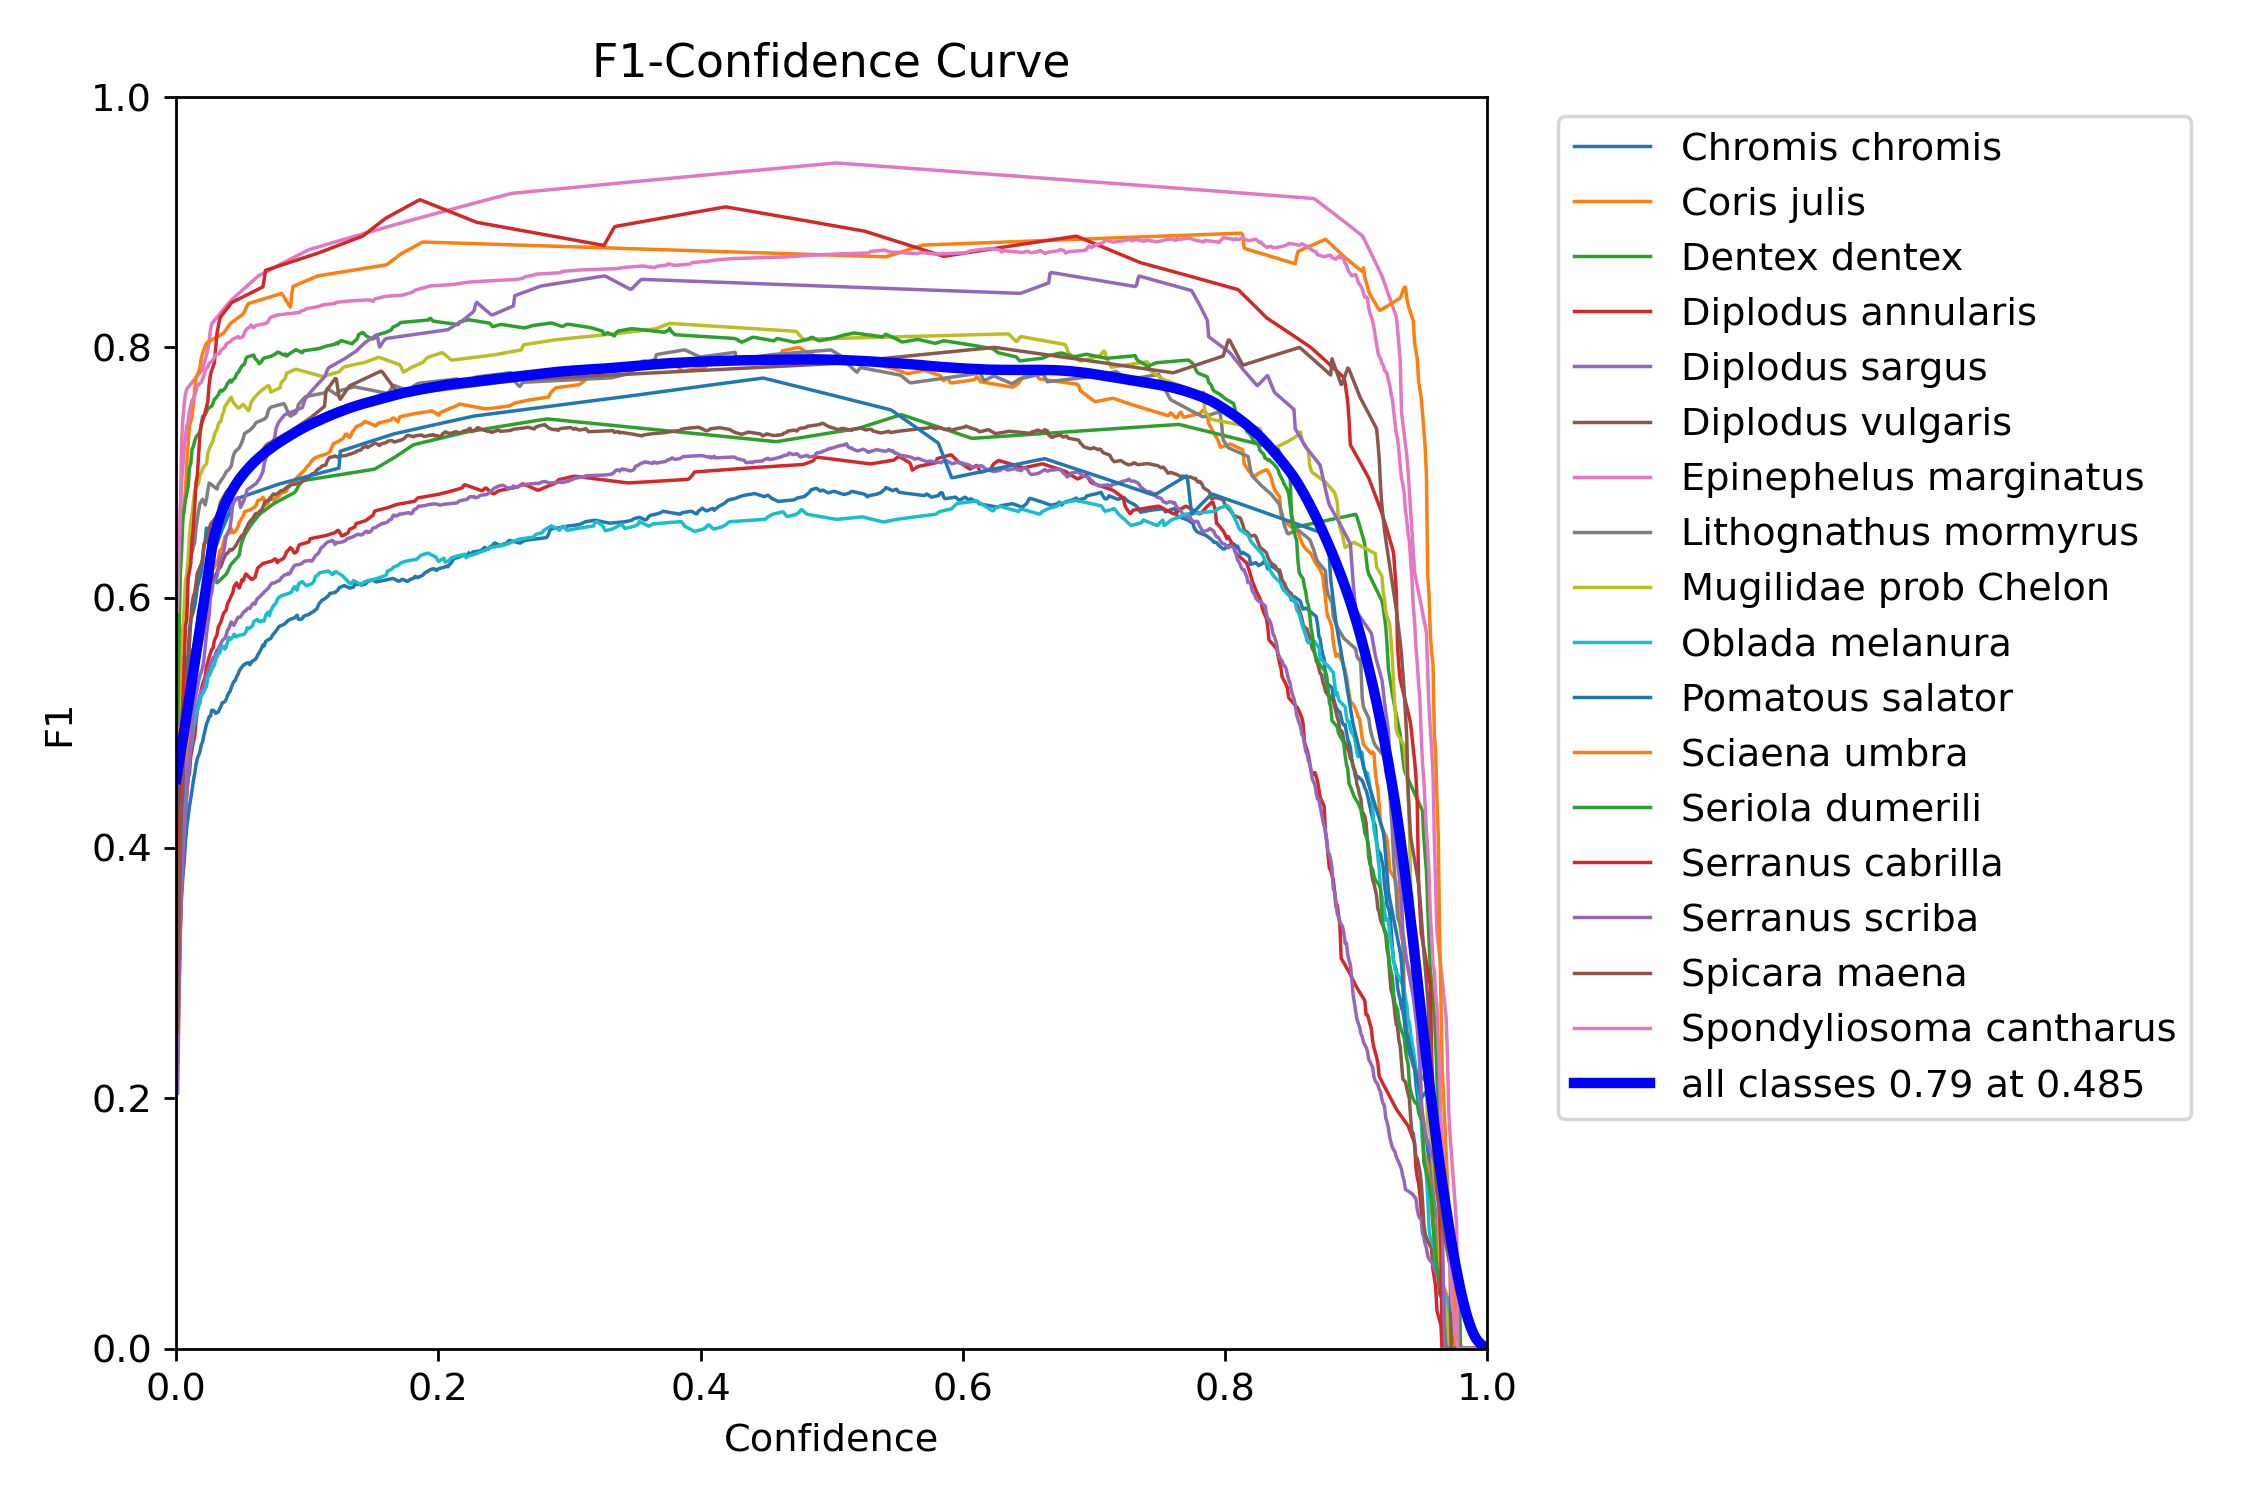 F1-Confidence Curve
1.0
0.8
0.6
0.4
0.2
0.0
F1
0.0 0.2 0.4 0.6 0.8 1.0
Confidence
Chromis chromis
Coris julis
Dentex dentex
Diplodus annularis
Diplodus sargus
Diplodus vulgaris
Epinephelus marginatus
Lithognathus mormyrus
Mugilidae prob Chelon
Oblada melanura
Pomatous salator
Sciaena umbra
Seriola dumerili
Serranus cabrilla
Serranus scriba
Spicara maena
Spondyliosoma cantharus
all classes 0.79 at 0.485